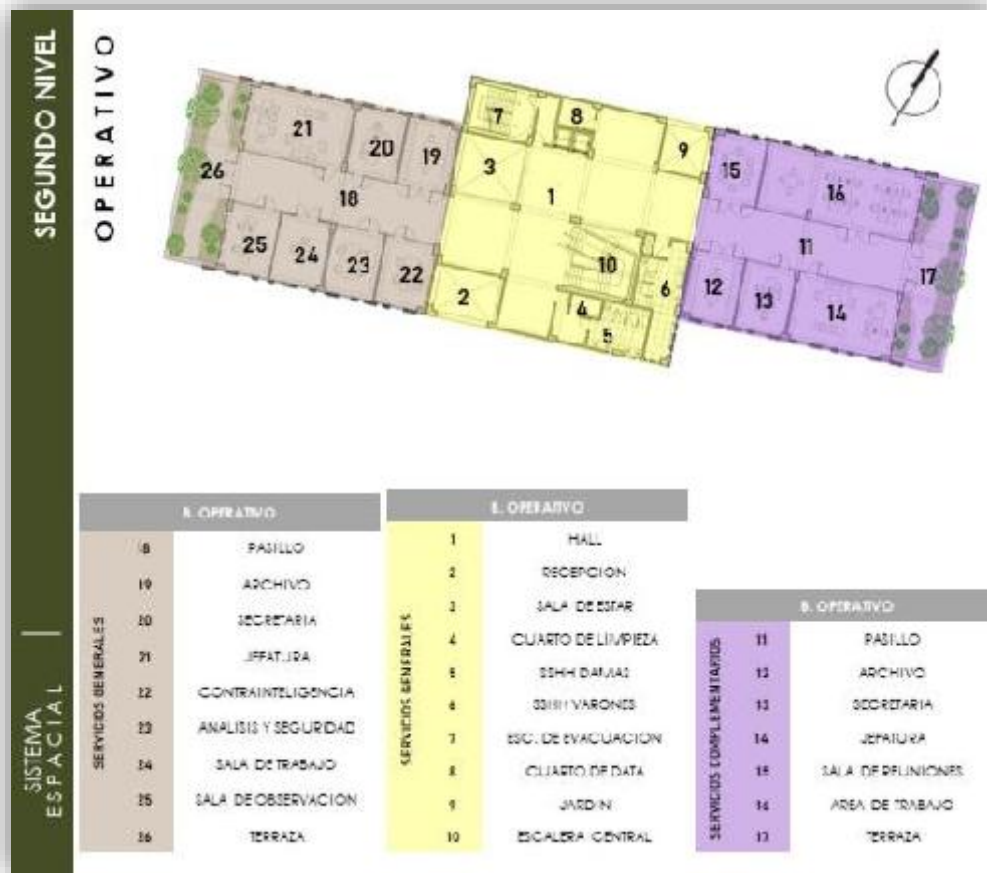 SEGUNDO NIVEL
OPERATIVO
SISTEMA
ESPACIAL
7
8
21
20
19
3
9
15
16
26
18
1
11
17
25
24
23
22
2
10
6
4
5
12
13
14
B. OPERATIVO
SERVICIOS GENERALES
18 PASILLO
19 ARCHIVO
20 SECRETARIA
21 JEFATURA
22 CONTRAINTELIGENCIA
23 ANALISIS Y SEGURIDAD
24 SALA DE TRABAJO
25 SALA DE OBSERVACION
26 TERRAZA
B. OPERATIVO
SERVICIOS GENERALES
1 HALL
2 RECEPCION
3 SALA DE ESTAR
4 CUARTO DE LIMPIEZA
5 SSHH DAMAS
6 SSHH VARONES
7 ESC. DE EVACUACION
8 CUARTO DE DATA
9 JARDIN
10 ESCALERA CENTRAL
B. OPERATIVO
SERVICIOS COMPLEMENTARIOS
11 PASILLO
12 ARCHIVO
13 SECRETARIA
14 JEFATURA
15 SALA DE REUNIONES
16 AREA DE TRABAJO
17 TERRAZA